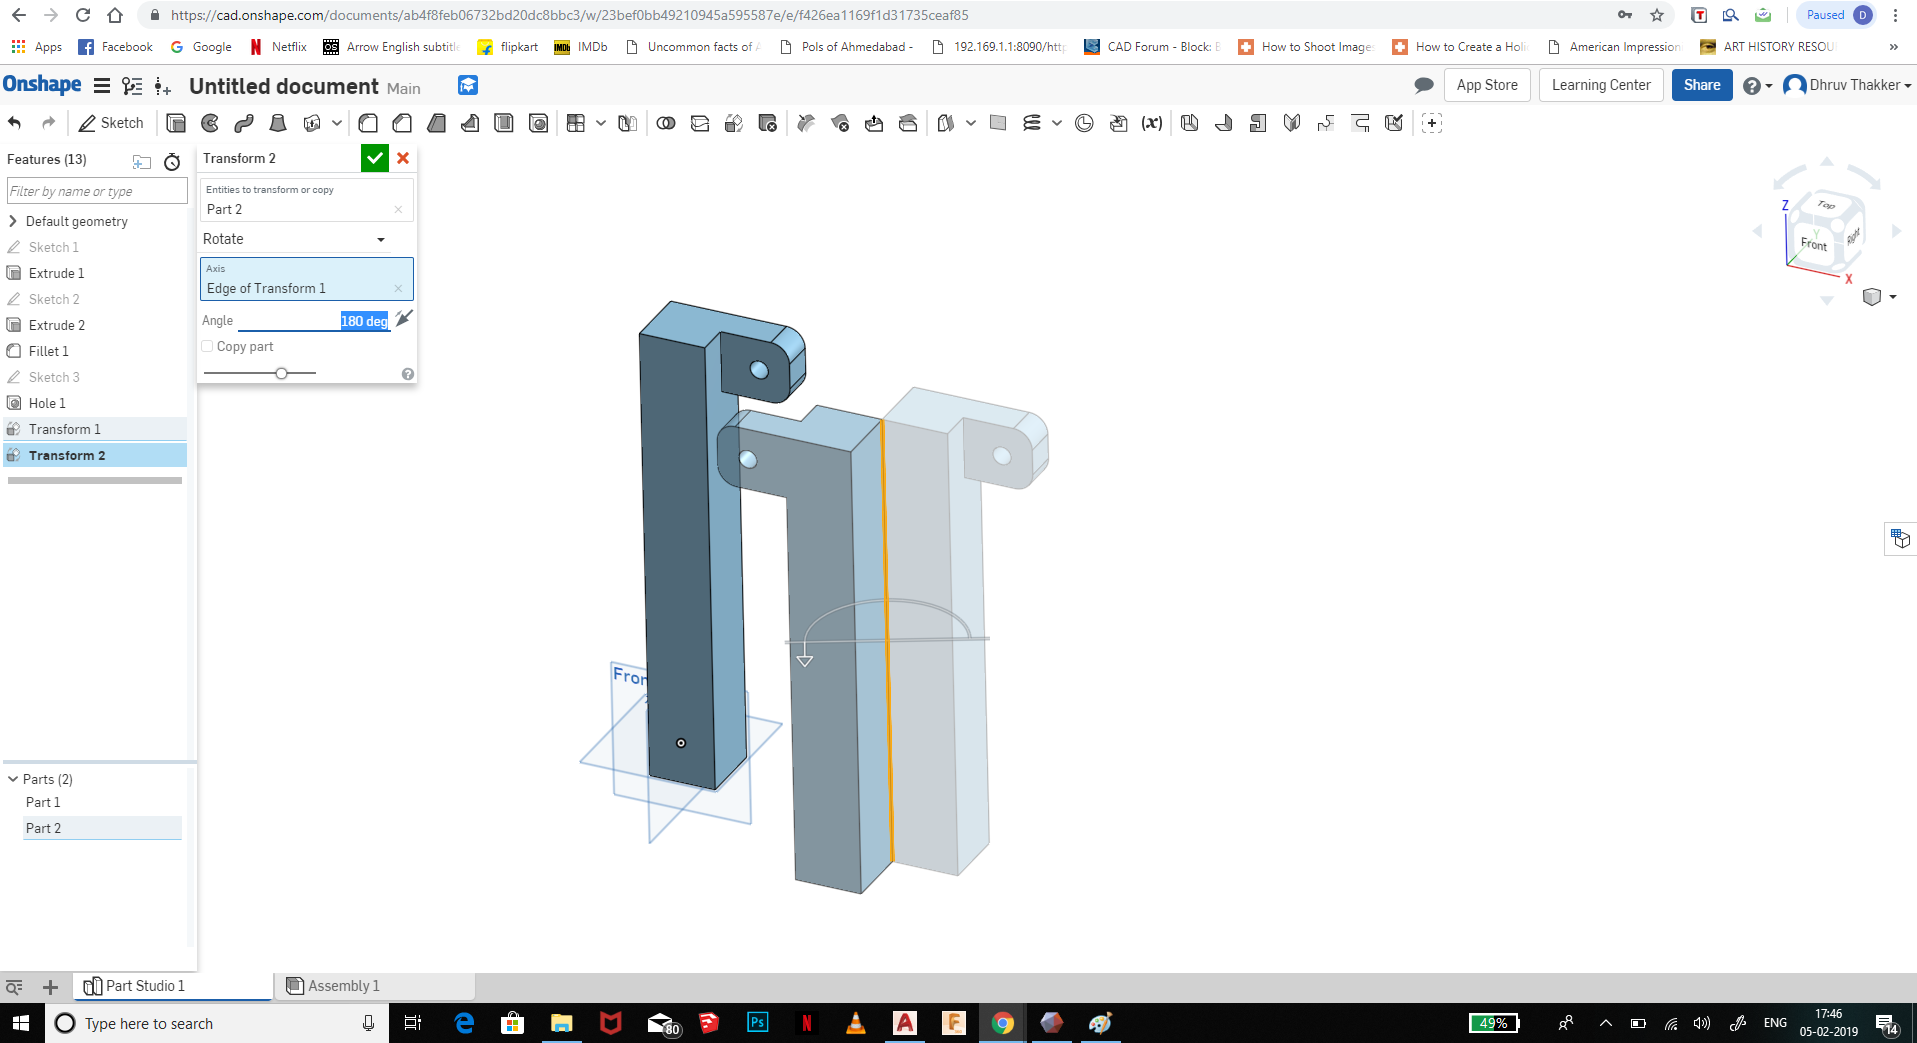 https://cad.onshape.com/documents/ab4f8feb06732bd20dc8bbc3/w/23bef0bb49210945a595587e/e/f426ea1169f1d31735ceaf85
Paused D
Apps Facebook Google Netflix Arrow English subtitle flipkart IMDb Uncommon facts of A Pols of Ahmedabad - 192.169.1.1:8090/http CAD Forum - Block: B How to Shoot Image How to Create a Holi American Impression ART HISTORY RESOU »
Onshape Untitled document Main App Store Learning Center Share Dhruv Thakker
Sketch (x)
Features (13)
Filter by name or type
Default geometry
Sketch 1
Extrude 1
Sketch 2
Extrude 2
Fillet 1
Sketch 3
Hole 1
Transform 1
Transform 2
Transform 2
Entities to transform or copy
Part 2
Rotate
Axis
Edge of Transform 1
Angle 180 deg
Copy part
Fron
Z
Top
Y
Front
Right
X
Parts (2)
Part 1
Part 2
Part Studio 1 Assembly 1
Type here to search
80
Ps
49%
ENG
17:46
05-02-2019
14